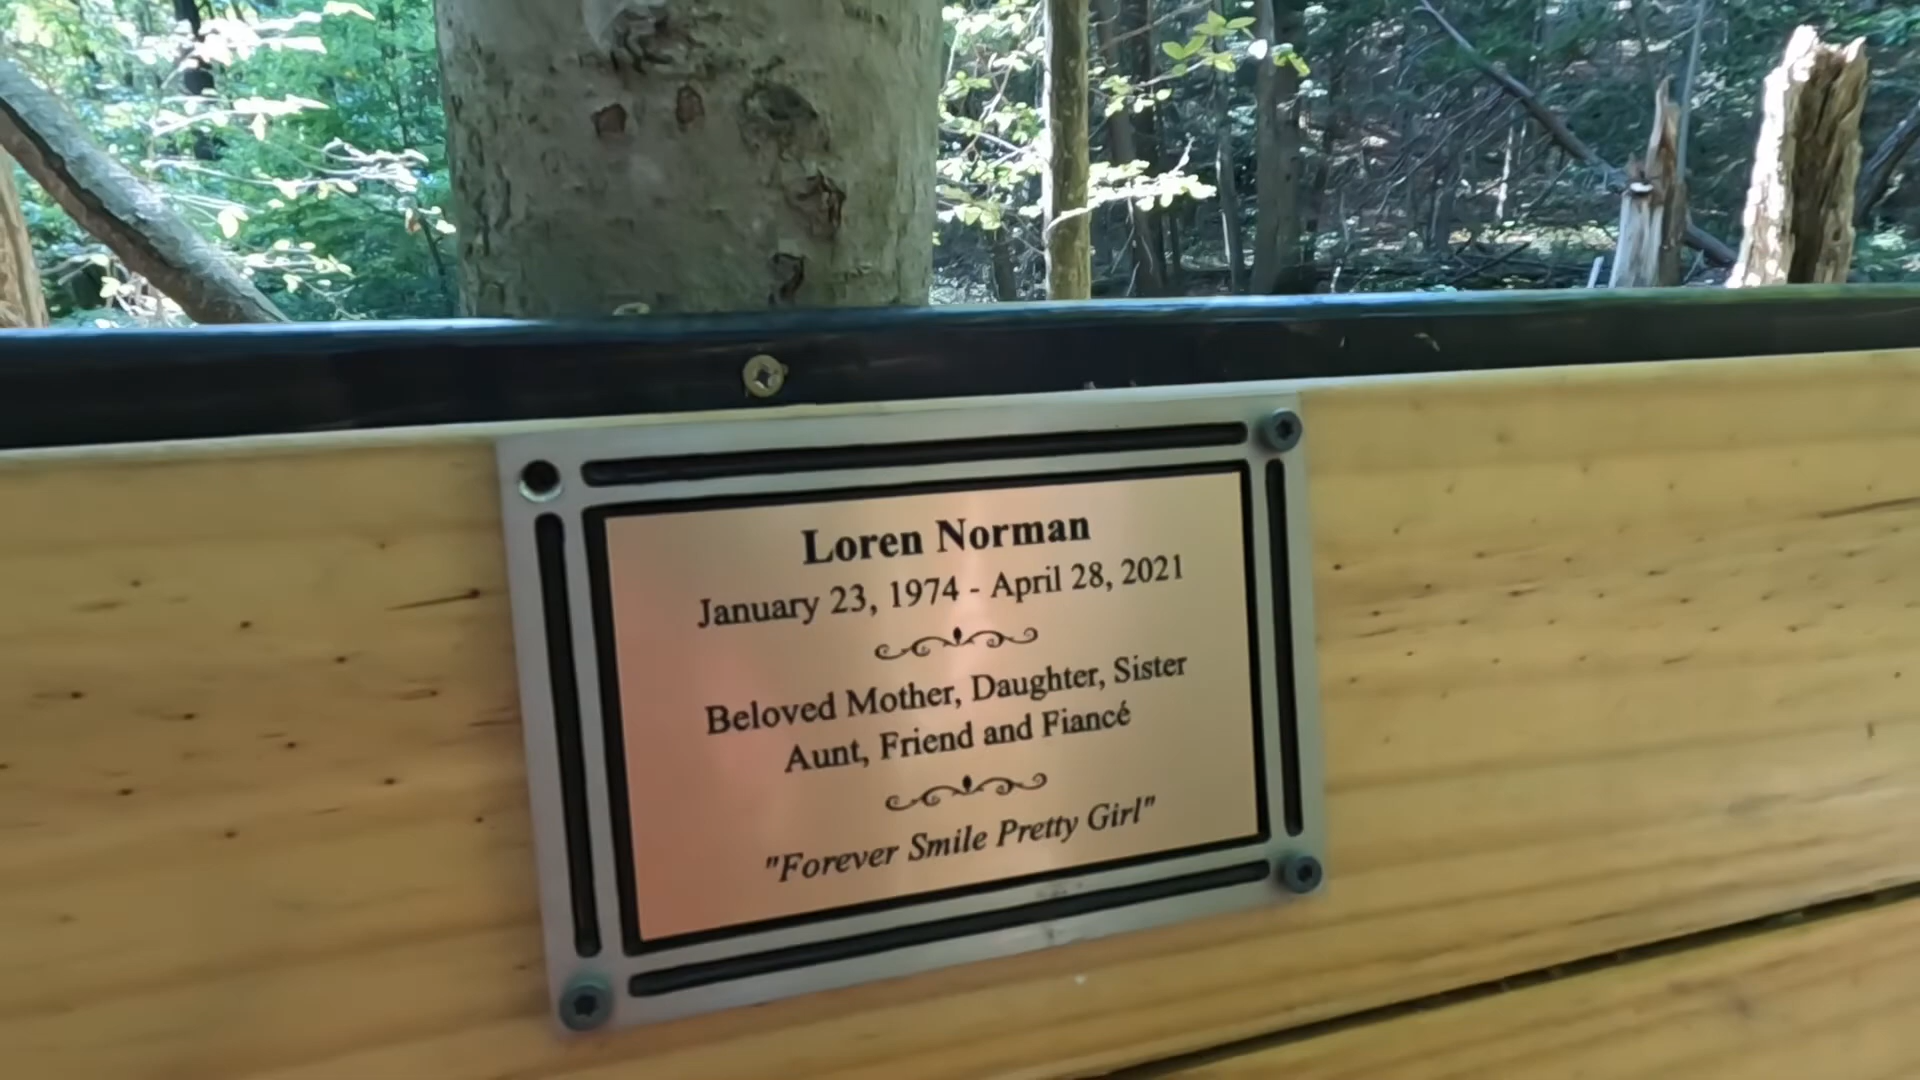 Loren Norman
January 23, 1974 - April 28, 2021
Beloved Mother, Daughter, Sister
Aunt, Friend and Fiancé
"Forever Smile Pretty Girl"